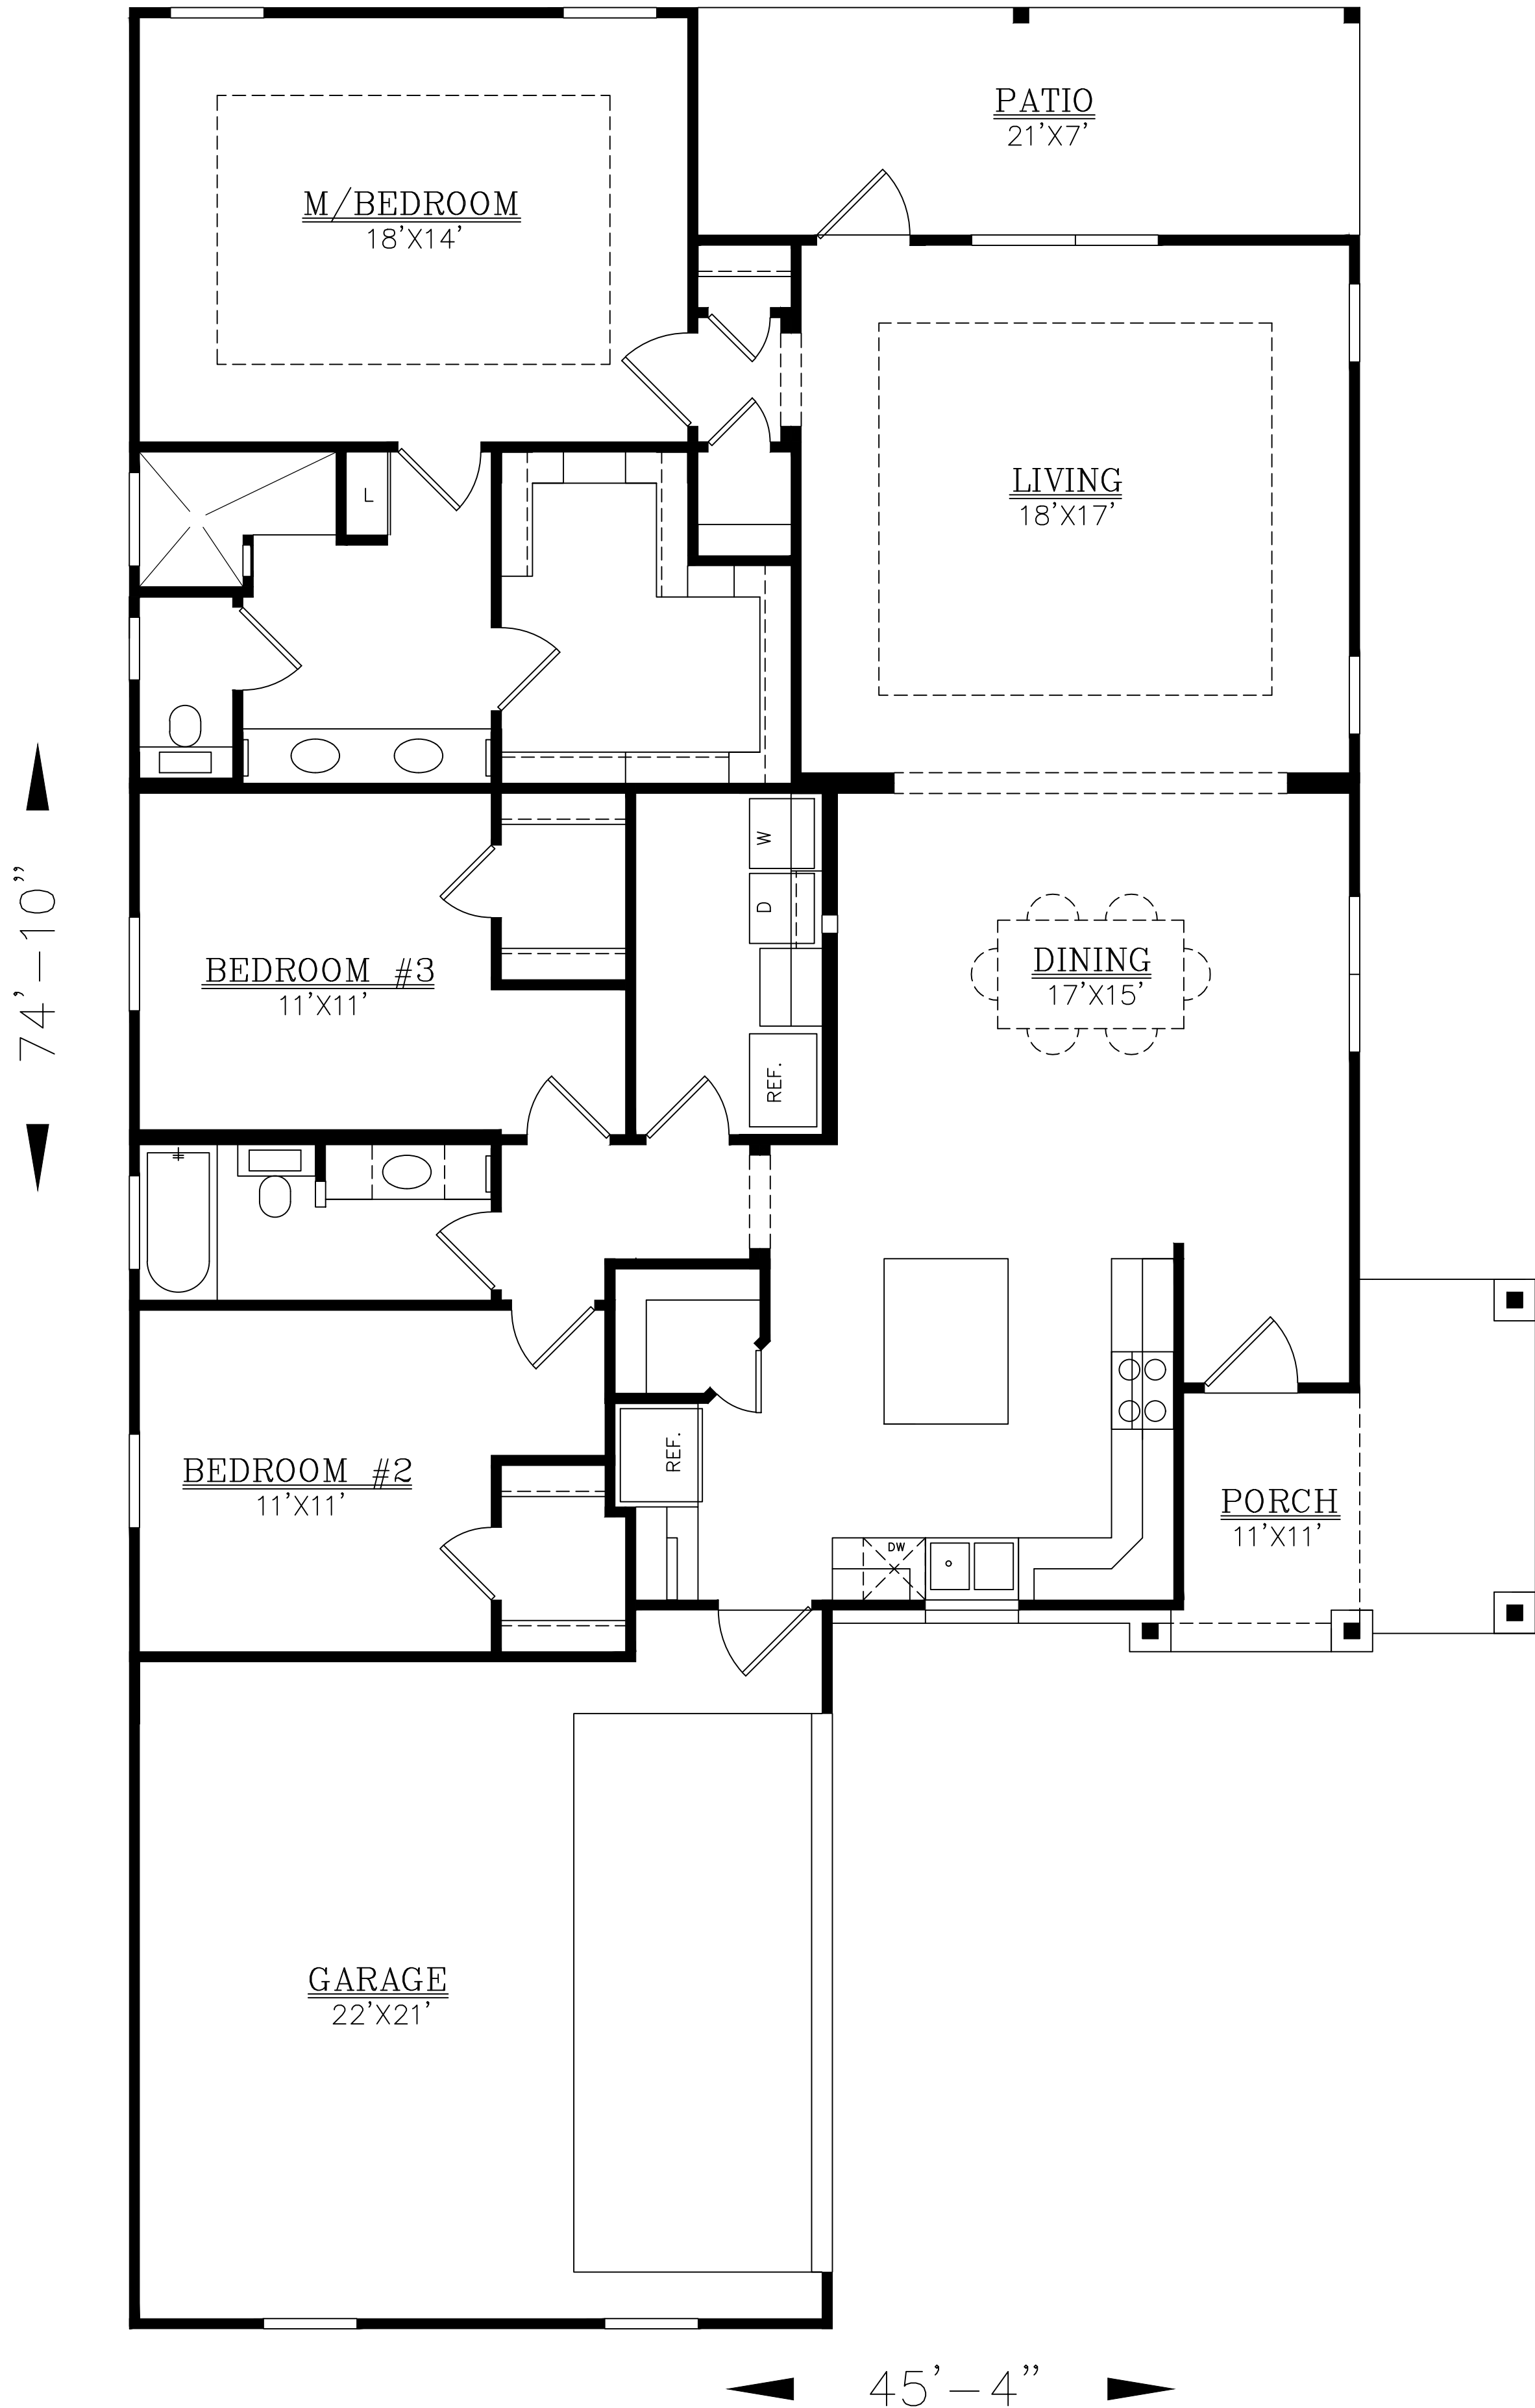 PATIO
21'X7'
M/BEDROOM
18'X14'
LIVING
18'X17'
L
W
D
74'-10"
BEDROOM #3
11'X11'
DINING
17'X15'
REF.
REF.
BEDROOM #2
11'X11'
PORCH
11'X11'
DW
GARAGE
22'X21'
45'-4"